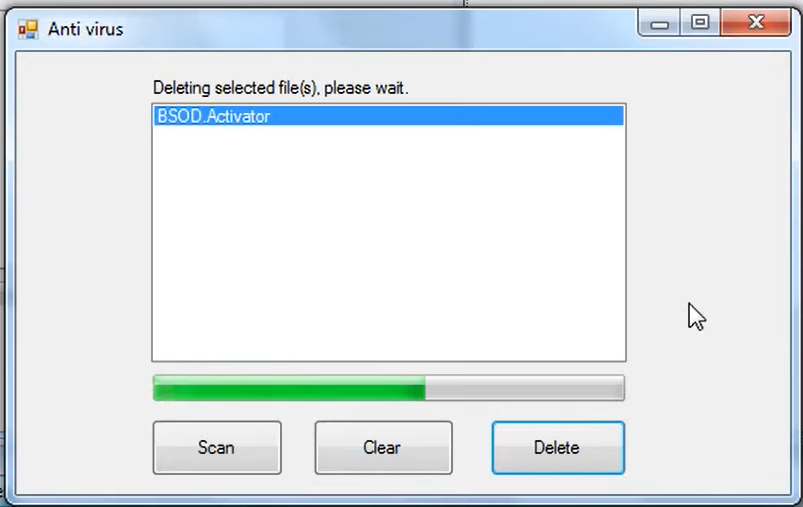 Anti virus
Deleting selected file(s), please wait.
BSOD.Activator
Scan
Clear
Delete